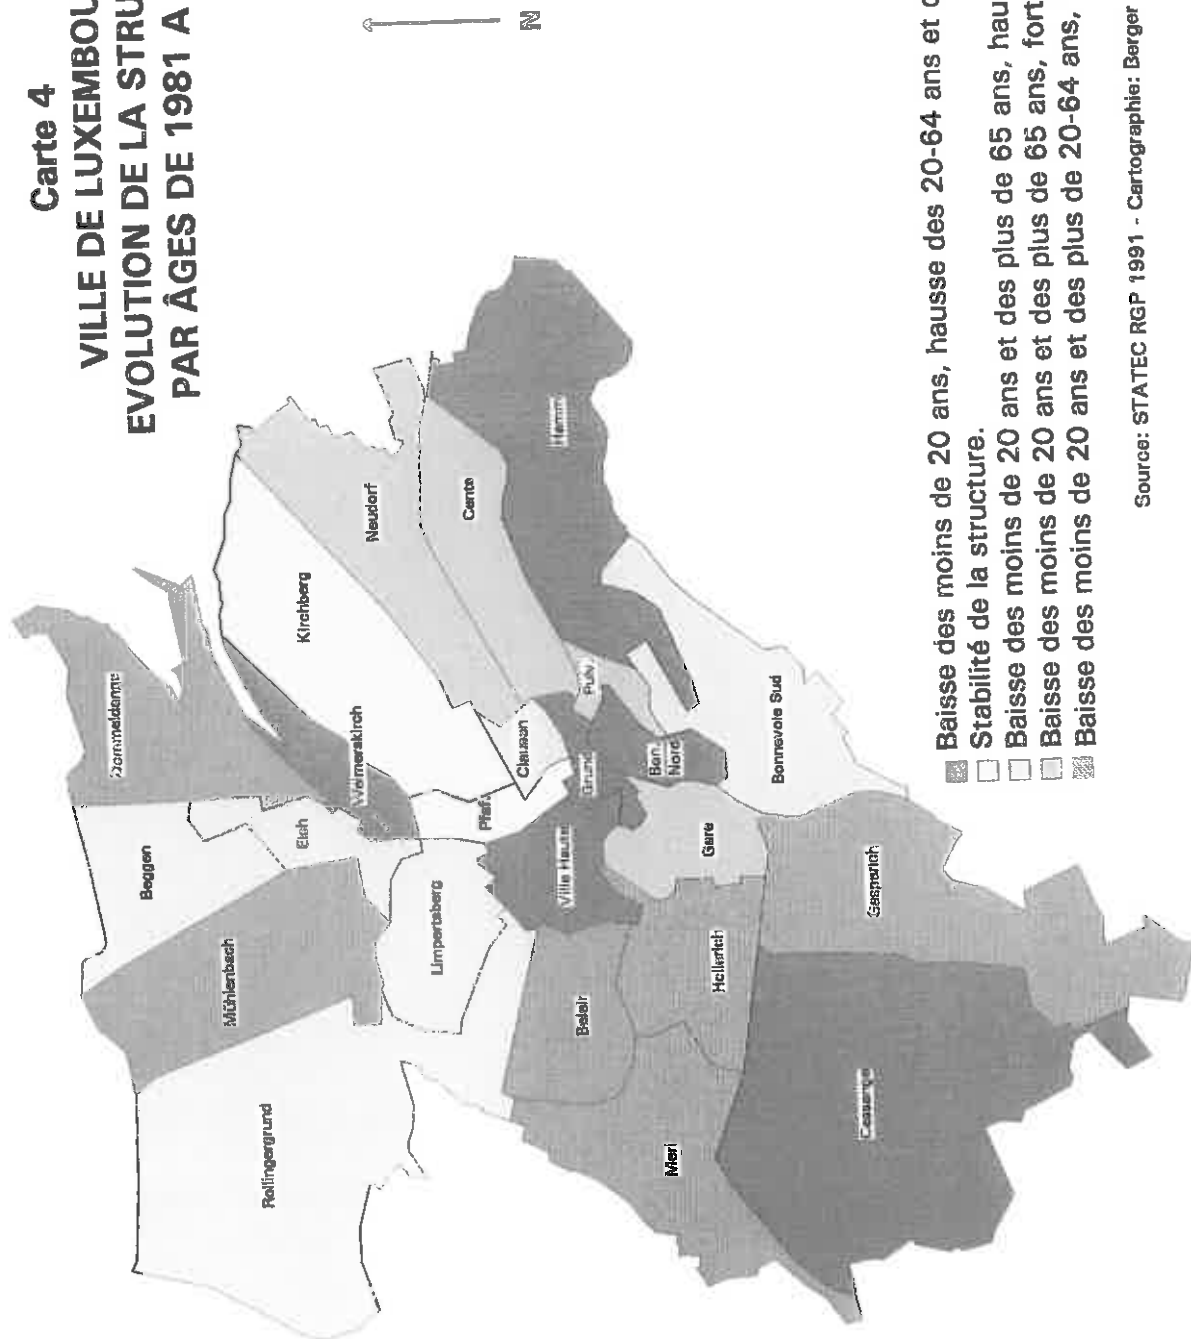 Carte 4
VILLE DE LUXEMBOU
EVOLUTION DE LA STRU
PAR ÂGES DE 1981 A
N
Dommeldange
Beggen
Eich
Weimerskirch
Kirchberg
Neudorf
Cents
Hamm
Mühlenbach
Limpertsberg
Pfaf.
Clausen
Grund
Pulv
Rollingergrund
Ville Haute
Bon.
Nord
Belair
Gare
Bonnevoie Sud
Hollerich
Merl
Gasperich
Cessange
Baisse des moins de 20 ans, hausse des 20-64 ans et d
Stabilité de la structure.
Baisse des moins de 20 ans et des plus de 65 ans, hau
Baisse des moins de 20 ans et des plus de 65 ans, fort
Baisse des moins de 20 ans et des plus de 20-64 ans,
Source: STATEC RGP 1991 - Cartographie: Berger